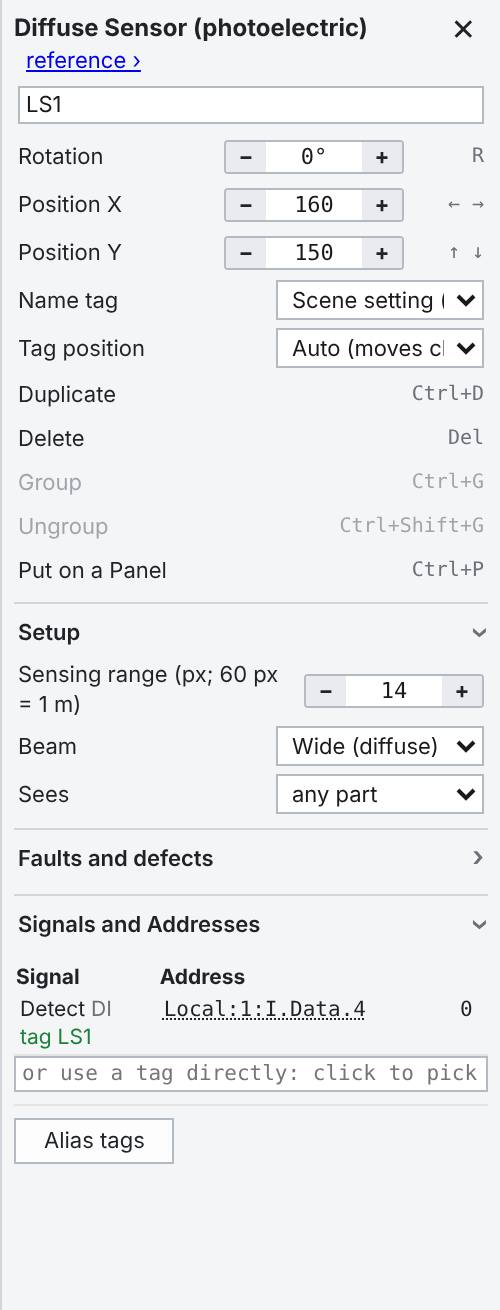 Diffuse Sensor (photoelectric) ✕
reference ›
LS1
Rotation − 0° + R
Position X − 160 + ← →
Position Y − 150 + ↑ ↓
Name tag Scene setting (
Tag position Auto (moves cl
Duplicate Ctrl+D
Delete Del
Group Ctrl+G
Ungroup Ctrl+Shift+G
Put on a Panel Ctrl+P
Setup
Sensing range (px; 60 px
= 1 m) − 14 +
Beam Wide (diffuse)
Sees any part
Faults and defects
Signals and Addresses
Signal Address
Detect DI Local:1:I.Data.4 0
tag LS1
or use a tag directly: click to pick
Alias tags